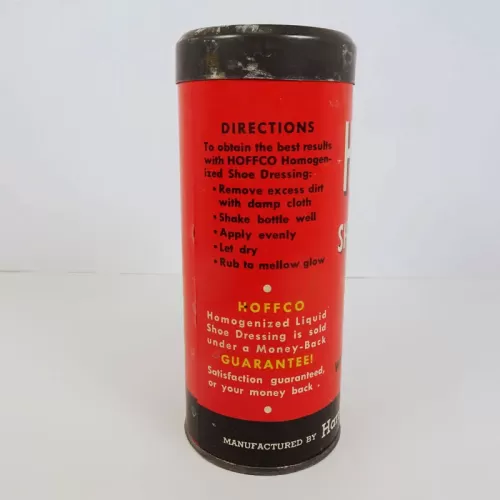 DIRECTIONS
To obtain the best results
with HOFFCO Homogen-
ized Shoe Dressing:
• Remove excess dirt
with damp cloth
• Shake bottle well
• Apply evenly
• Let dry
• Rub to mellow glow
HOFFCO
Homogenized Liquid
Shoe Dressing is sold
under a Money-Back
GUARANTEE!
Satisfaction guaranteed,
or your money back.
MANUFACTURED BY